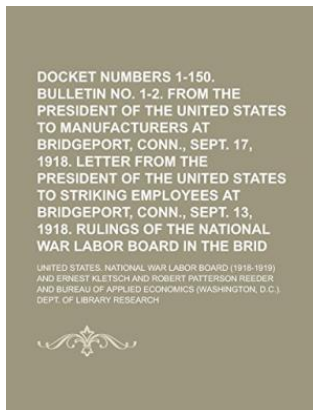 DOCKET NUMBERS 1-150.
BULLETIN NO. 1-2. FROM THE
PRESIDENT OF THE UNITED STATES
TO MANUFACTURERS AT
BRIDGEPORT, CONN., SEPT. 17,
1918. LETTER FROM THE
PRESIDENT OF THE UNITED STATES
TO STRIKING EMPLOYEES AT
BRIDGEPORT, CONN., SEPT. 13,
1918. RULINGS OF THE NATIONAL
WAR LABOR BOARD IN THE BRID
UNITED STATES. NATIONAL WAR LABOR BOARD (1918-1919)
AND ERNEST KLETSCH AND ROBERT PATTERSON REEDER
AND BUREAU OF APPLIED ECONOMICS (WASHINGTON, D.C.).
DEPT. OF LIBRARY RESEARCH